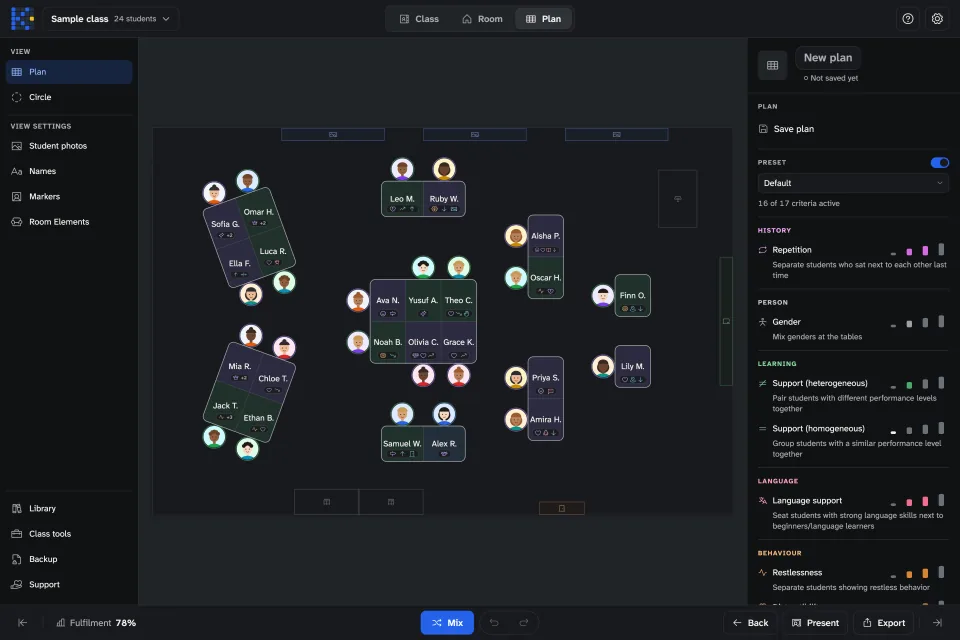 Sample class 24 students
Class
Room
Plan
VIEW
Plan
Circle
VIEW SETTINGS
Student photos
Aa Names
Markers
Room Elements
Library
Class tools
Backup
Support
Omar H.
+2
Sofia G.
+3
Luca R.
Ella F.
Leo M.
Ruby W.
Aisha P.
Oscar H.
Finn O.
Ava N.
Yusuf A.
Theo C.
Noah B.
Olivia C.
Grace K.
Mia R.
+2
Chloe T.
Jack T.
+3
Ethan B.
Lily M.
Priya S.
Amira H.
Samuel W.
Alex R.
New plan
Not saved yet
PLAN
Save plan
PRESET
Default
16 of 17 criteria active
HISTORY
Repetition
Separate students who sat next to each other last
time
PERSON
Gender
Mix genders at the tables
LEARNING
Support (heterogeneous)
Pair students with different performance levels
together
Support (homogeneous)
Group students with a similar performance level
together
LANGUAGE
Language support
Seat students with strong language skills next to
beginners/language learners
BEHAVIOUR
Restlessness
Separate students showing restless behavior
Fulfilment 78%
Mix
Back
Present
Export